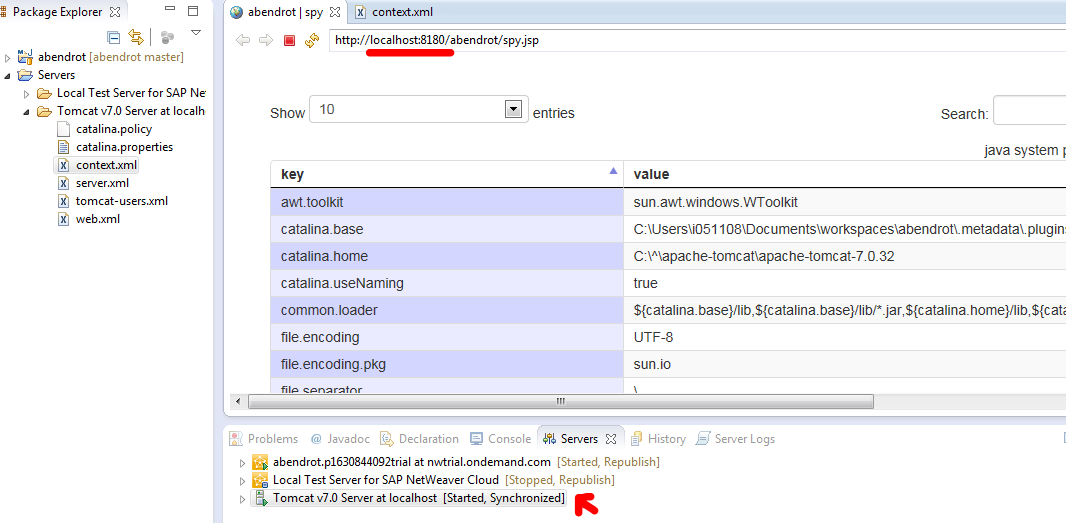 Package Explorer
abendrot [abendrot master]
Servers
Local Test Server for SAP Ne
Tomcat v7.0 Server at localh
catalina.policy
catalina.properties
context.xml
server.xml
tomcat-users.xml
web.xml
abendrot | spy
context.xml
http://localhost:8180/abendrot/spy.jsp
Show 10 entries
Search:
java system p
key value
awt.toolkit sun.awt.windows.WToolkit
catalina.base C:\Users\i051108\Documents\workspaces\abendrot\.metadata\.plugins
catalina.home C:\^\apache-tomcat\apache-tomcat-7.0.32
catalina.useNaming true
common.loader ${catalina.base}/lib,${catalina.base}/lib/*.jar,${catalina.home}/lib,${cata
file.encoding UTF-8
file.encoding.pkg sun.io
file.separator \
Problems @ Javadoc Declaration Console Servers History Server Logs
abendrot.p1630844092trial at nwtrial.ondemand.com [Started, Republish]
Local Test Server for SAP NetWeaver Cloud [Stopped, Republish]
Tomcat v7.0 Server at localhost [Started, Synchronized]